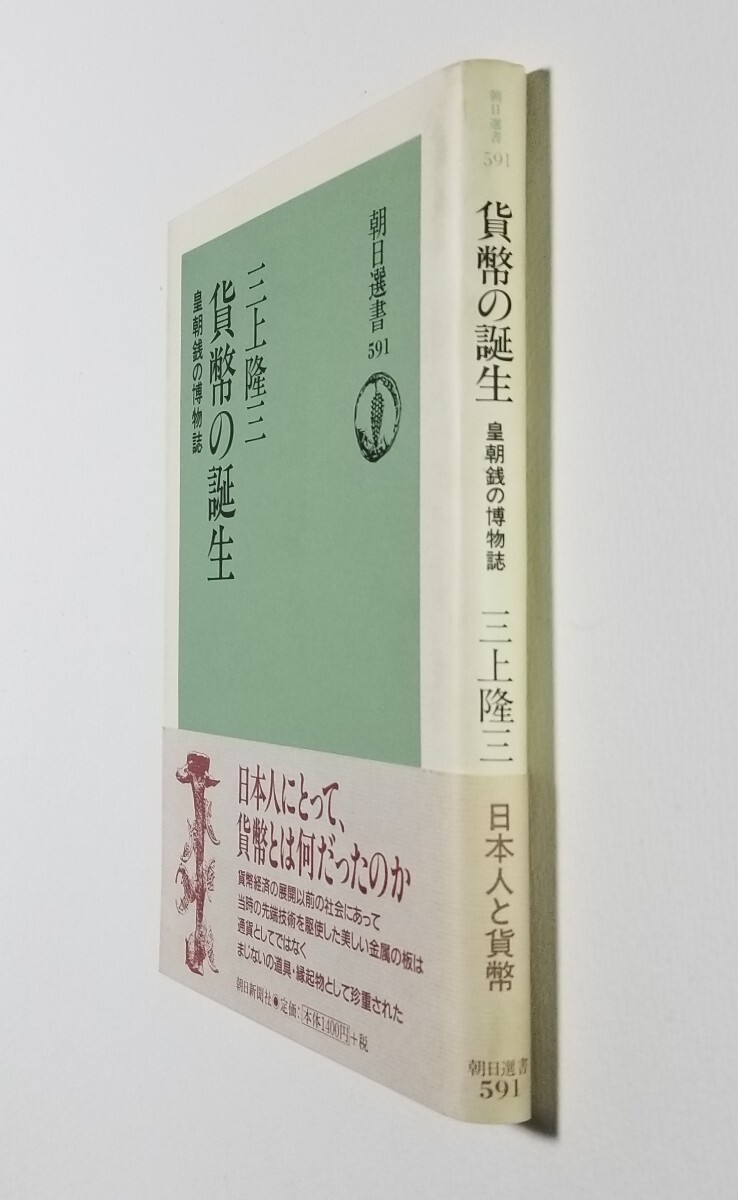 朝日選書
591
三上隆三
貨幣の誕生
皇朝銭の博物誌
日本人にとって、
貨幣とは何だったのか
貨幣経済の展開以前の社会にあって
当時の先端技術を駆使した美しい金属の板は
通貨としてではなく
まじないの道具・縁起物として珍重された
朝日新聞社●定価:本体1400円+税
朝日選書
591
貨幣の誕生
皇朝銭の博物誌
三上隆三
日本人と貨幣
朝日選書
591